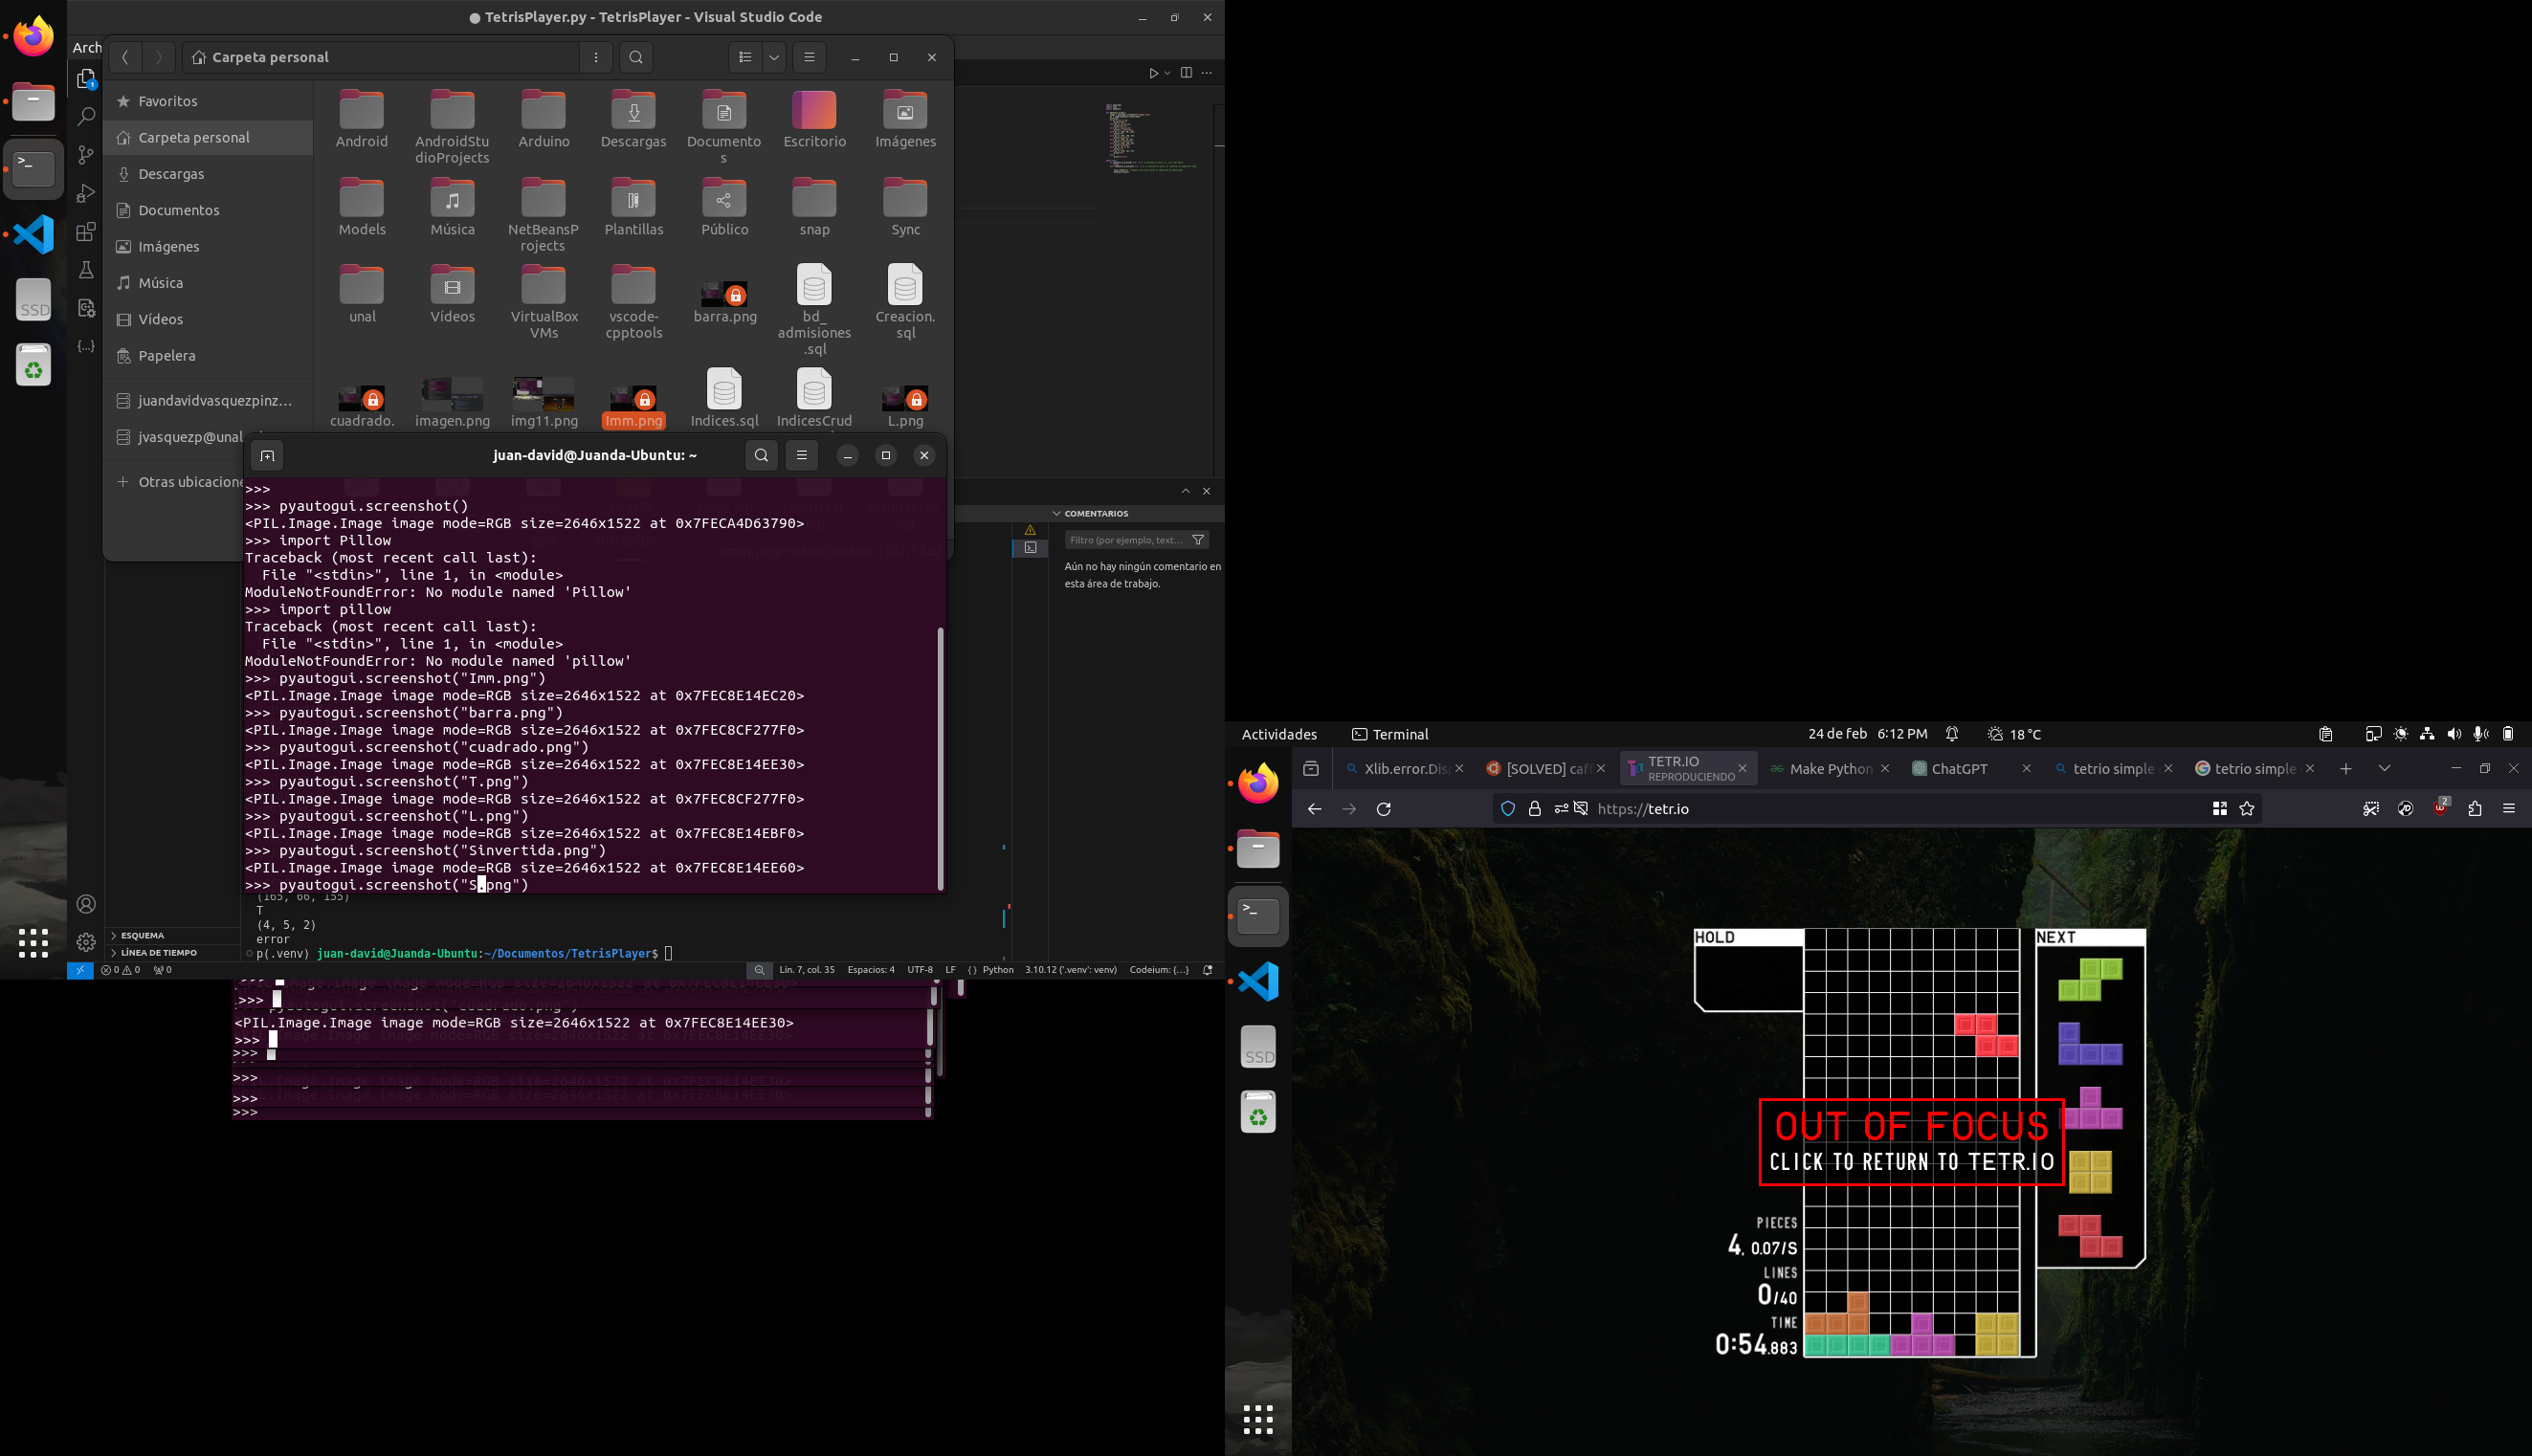 TetrisPlayer.py - TetrisPlayer - Visual Studio Code
Arch
Carpeta personal
Favoritos
Carpeta personal
Descargas
Documentos
Imágenes
Música
Vídeos
Papelera
juandavidvasquezpinz...
jvasquezp@unal
Otras ubicacione
Android
AndroidStu
dioProjects
Arduino
Descargas
Documento
s
Escritorio
Imágenes
Models
Música
NetBeansP
rojects
Plantillas
Público
snap
Sync
unal
Vídeos
VirtualBox
VMs
vscode-
cpptools
barra.png
bd_
admisiones
.sql
Creacion.
sql
cuadrado.
imagen.png
img11.png
Imm.png
Indices.sql
IndicesCrud
L.png
SSD
juan-david@Juanda-Ubuntu: ~
>>>
>>> pyautogui.screenshot()
<PIL.Image.Image image mode=RGB size=2646x1522 at 0x7FECA4D63790>
>>> import Pillow
Traceback (most recent call last):
File "<stdin>", line 1, in <module>
ModuleNotFoundError: No module named 'Pillow'
>>> import pillow
Traceback (most recent call last):
File "<stdin>", line 1, in <module>
ModuleNotFoundError: No module named 'pillow'
>>> pyautogui.screenshot("Imm.png")
<PIL.Image.Image image mode=RGB size=2646x1522 at 0x7FEC8E14EC20>
>>> pyautogui.screenshot("barra.png")
<PIL.Image.Image image mode=RGB size=2646x1522 at 0x7FEC8CF277F0>
>>> pyautogui.screenshot("cuadrado.png")
<PIL.Image.Image image mode=RGB size=2646x1522 at 0x7FEC8E14EE30>
>>> pyautogui.screenshot("T.png")
<PIL.Image.Image image mode=RGB size=2646x1522 at 0x7FEC8CF277F0>
>>> pyautogui.screenshot("L.png")
<PIL.Image.Image image mode=RGB size=2646x1522 at 0x7FEC8E14EBF0>
>>> pyautogui.screenshot("Sinvertida.png")
<PIL.Image.Image image mode=RGB size=2646x1522 at 0x7FEC8E14EE60>
>>> pyautogui.screenshot("S.png")
(165, 66, 155)
T
(4, 5, 2)
error
p(.venv) juan-david@Juanda-Ubuntu:~/Documentos/TetrisPlayer$
COMENTARIOS
Filtro (por ejemplo, text...
Aún no hay ningún comentario en
esta área de trabajo.
ESQUEMA
LÍNEA DE TIEMPO
0 0 0
Lín. 7, col. 35
Espacios: 4
UTF-8
LF
Python
3.10.12 ('.venv': venv)
Codeium: {...}
>>>
<PIL.Image.Image image mode=RGB size=2646x1522 at 0x7FEC8E14EE30>
>>>
>>>
>>>
>>>
>>>
Actividades
Terminal
24 de feb 6:12 PM
18 °C
Xlib.error.Dis
[SOLVED] caf
TETR.IO
REPRODUCIENDO
Make Python
ChatGPT
tetrio simple
tetrio simple
https://tetr.io
2
SSD
HOLD
NEXT
OUT OF FOCUS
CLICK TO RETURN TO TETR.IO
PIECES
4, 0.07/S
LINES
0/40
TIME
0:54.883